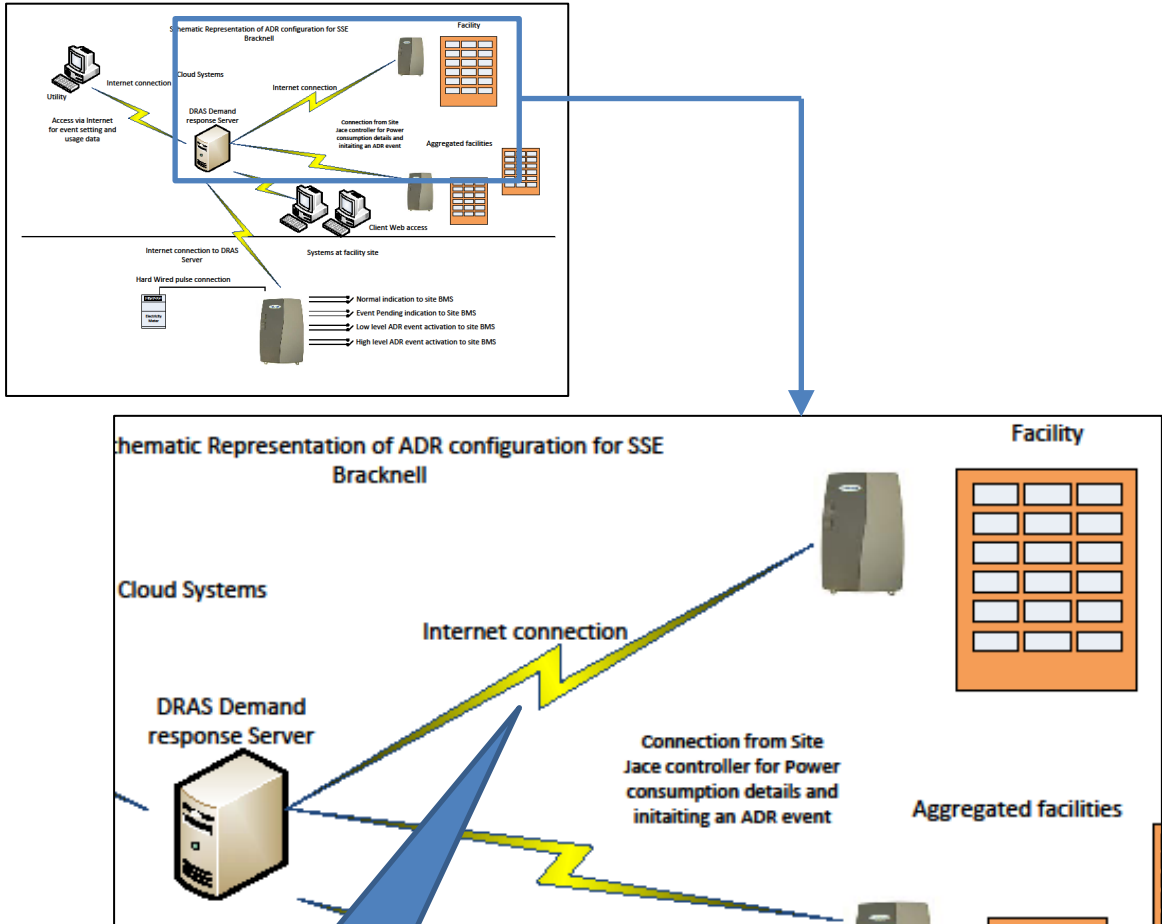 Schematic Representation of ADR configuration for SSE
Bracknell
Facility
Cloud Systems
Internet connection
Internet connection
Utility
Access via Internet
for event setting and
usage data
DRAS Demand
response Server
Connection from Site
Jace controller for Power
consumption details and
initaiting an ADR event
Aggregated facilities
Client Web access
Internet connection to DRAS
Server
Systems at facility site
Hard Wired pulse connection
Electricity
Meter
Normal indication to site BMS
Event Pending indication to Site BMS
Low level ADR event activation to site BMS
High level ADR event activation to site BMS
chematic Representation of ADR configuration for SSE
Bracknell
Facility
Cloud Systems
Internet connection
DRAS Demand
response Server
Connection from Site
Jace controller for Power
consumption details and
initaiting an ADR event
Aggregated facilities